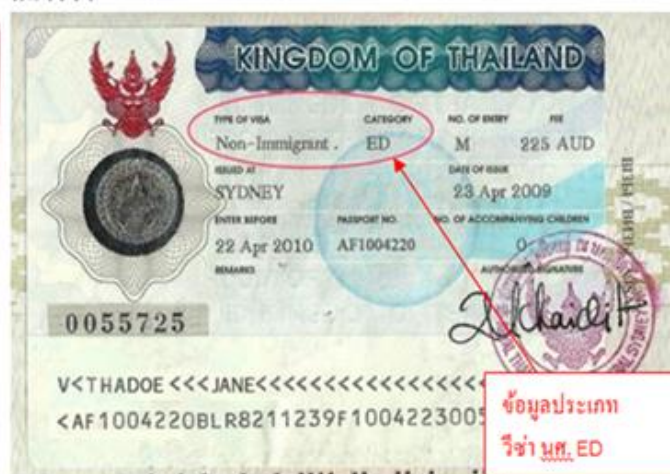 KINGDOM OF THAILAND
TYPE OF VISA CATEGORY NO. OF ENTRY FEE
Non-Immigrant . ED M 225 AUD
ISSUED AT DATE OF ISSUE
SYDNEY 23 Apr 2009
ENTER BEFORE PASSPORT NO. NO. OF ACCOMPANYING CHILDREN
22 Apr 2010 AF1004220 0
REMARKS AUTHORIZED SIGNATURE
0055725
V<THADOE<<<JANE<<<<<<<<<<<<<<<<<<
<AF1004220BLR8211239F1004223005
ข้อมูลประเภท
วีซ่า นศ. ED